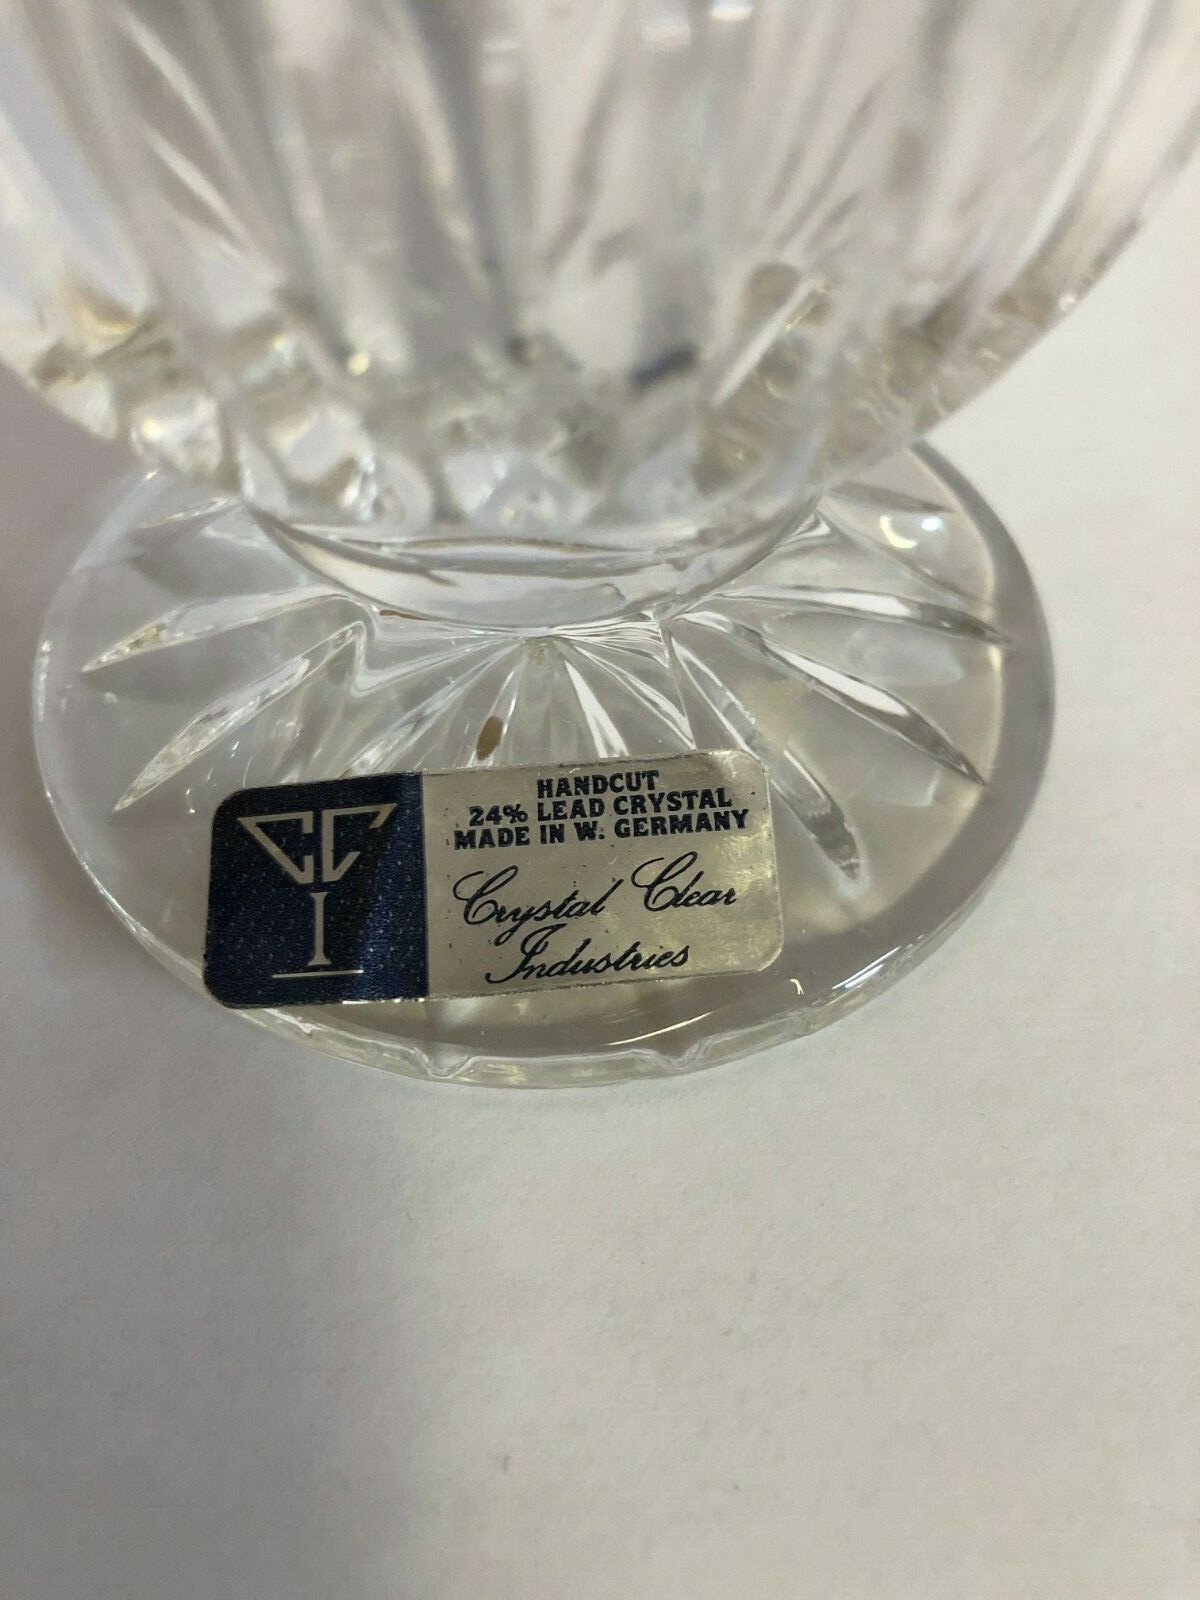 CC
I
HANDCUT
24% LEAD CRYSTAL
MADE IN W. GERMANY
Crystal Clear
Industries